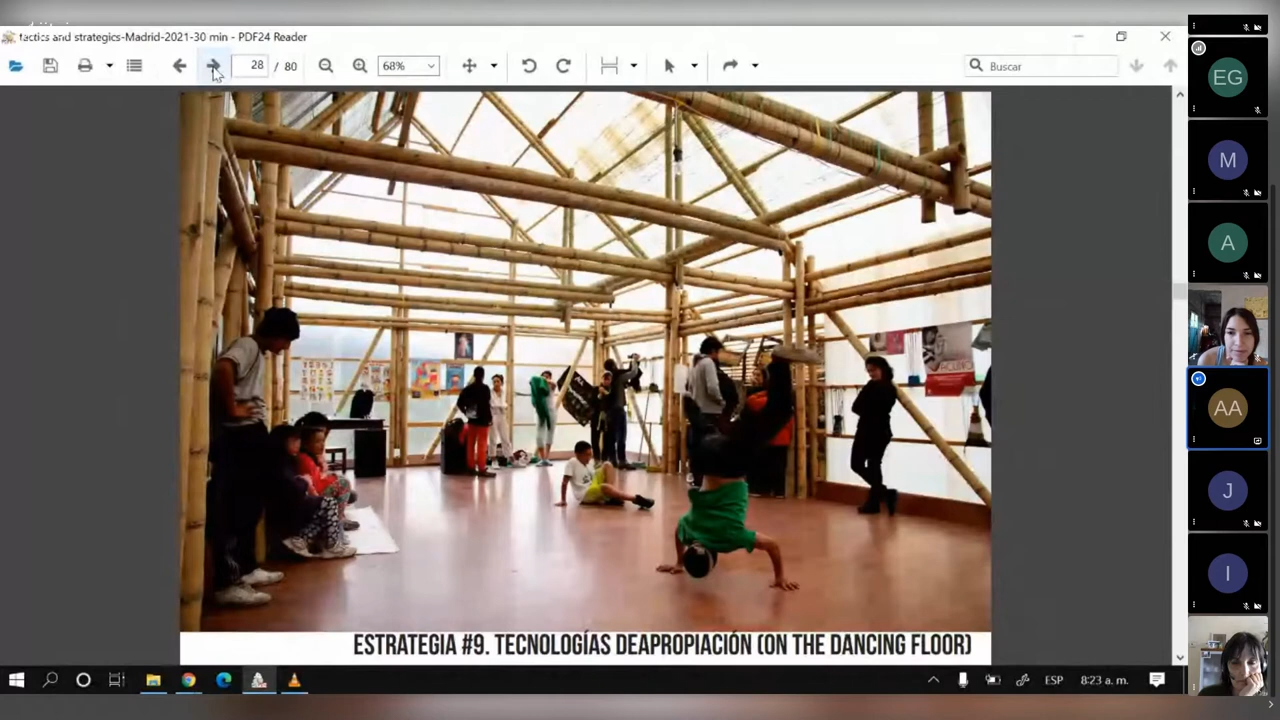 tactics and strategics-Madrid-2021-30 min - PDF24 Reader
28 / 80
68%
Buscar
EG
M
A
AA
J
I
ESTRATEGIA #9. TECNOLOGÍAS DEAPROPIACIÓN (ON THE DANCING FLOOR)
ESP
8:23 a. m.